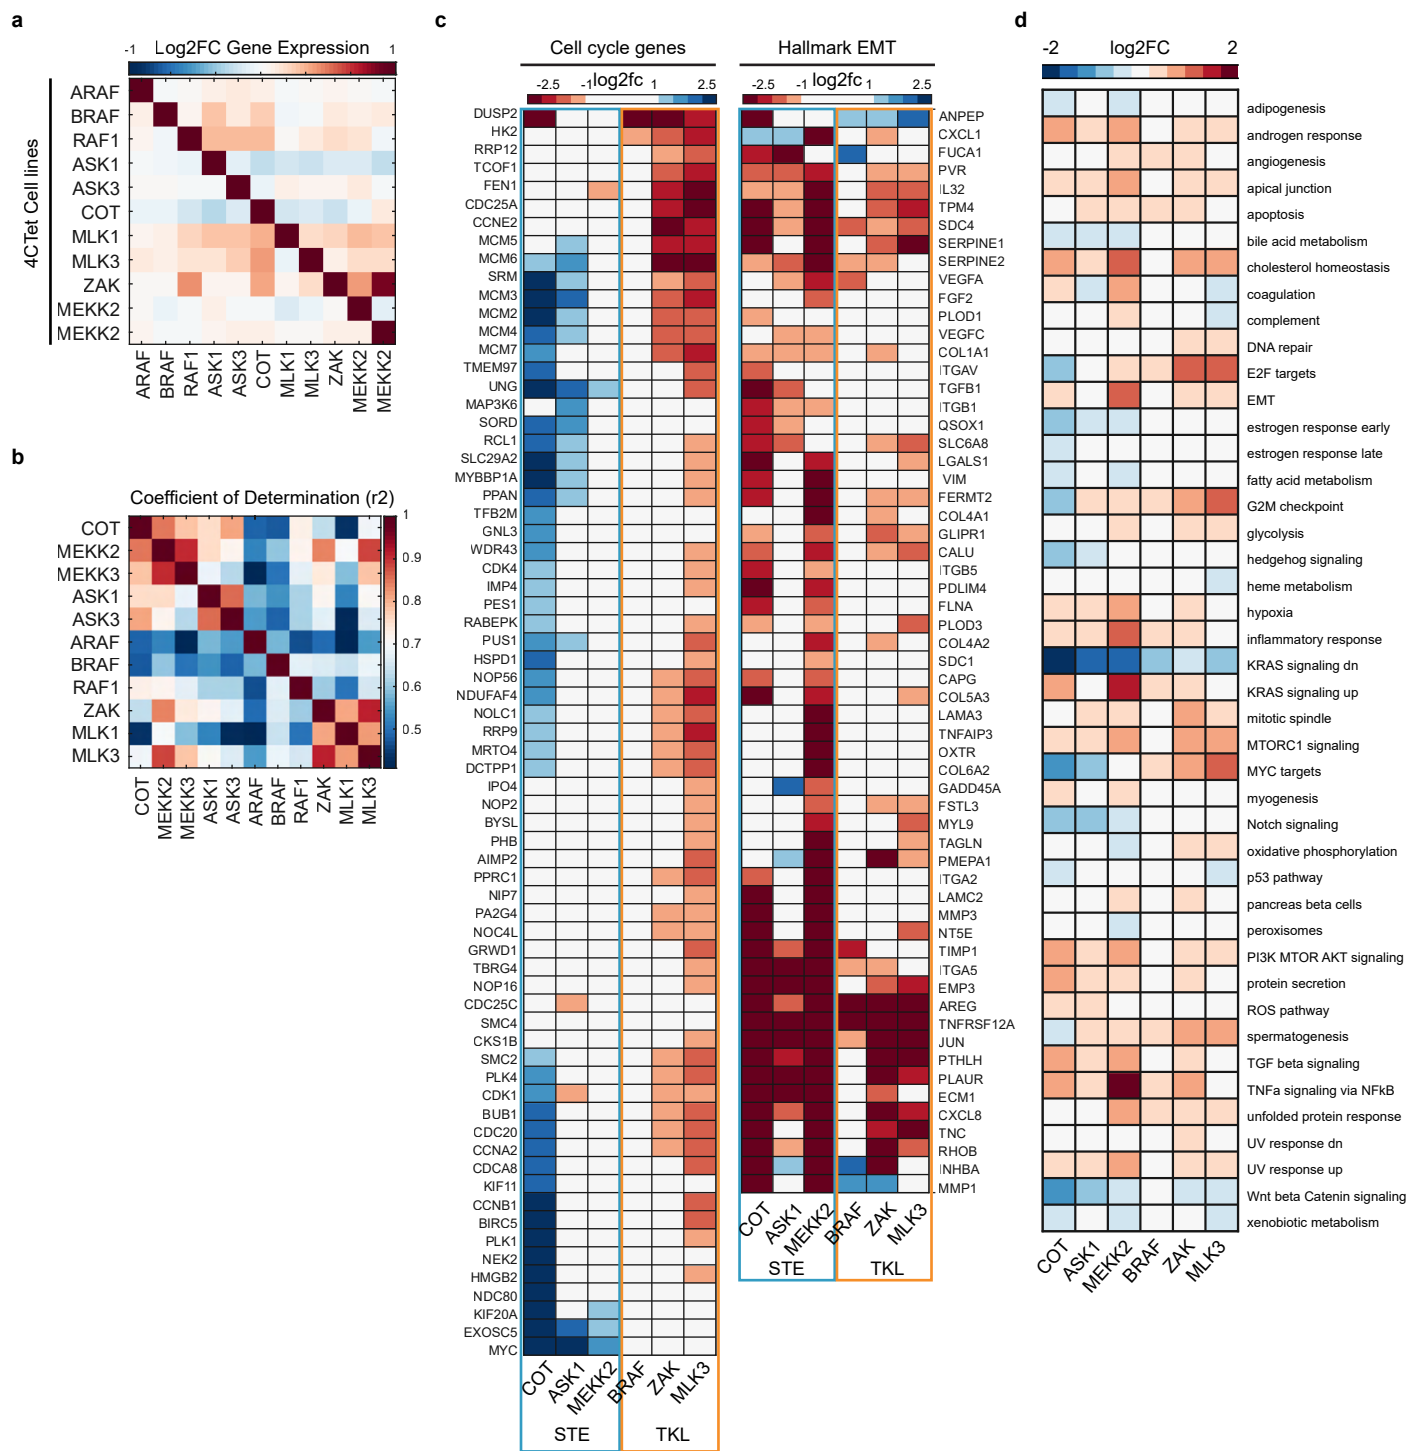 a
-1 Log2FC Gene Expression 1
4CTet Cell lines
ARAF
BRAF
RAF1
ASK1
ASK3
COT
MLK1
MLK3
ZAK
MEKK2
MEKK2
ARAF BRAF RAF1 ASK1 ASK3 COT MLK1 MLK3 ZAK MEKK2 MEKK2
b
Coefficient of Determination (r2)
COT
MEKK2
MEKK3
ASK1
ASK3
ARAF
BRAF
RAF1
ZAK
MLK1
MLK3
1
0.9
0.8
0.7
0.6
0.5
COT MEKK2 MEKK3 ASK1 ASK3 ARAF BRAF RAF1 ZAK MLK1 MLK3
c
Cell cycle genes
log2fc
-2.5 -1 1 2.5
DUSP2
HK2
RRP12
TCOF1
FEN1
CDC25A
CCNE2
MCM5
MCM6
SRM
MCM3
MCM2
MCM4
MCM7
TMEM97
UNG
MAP3K6
SORD
RCL1
SLC29A2
MYBBP1A
PPAN
TFB2M
GNL3
WDR43
CDK4
IMP4
PES1
RABEPK
PUS1
HSPD1
NOP56
NDUFAF4
NOLC1
RRP9
MRTO4
DCTPP1
IPO4
NOP2
BYSL
PHB
AIMP2
PPRC1
NIP7
PA2G4
NOC4L
GRWD1
TBRG4
NOP16
CDC25C
SMC4
CKS1B
SMC2
PLK4
CDK1
BUB1
CDC20
CCNA2
CDCA8
KIF11
CCNB1
BIRC5
PLK1
NEK2
HMGB2
NDC80
KIF20A
EXOSC5
MYC
COT ASK1 MEKK2 BRAF ZAK MLK3
STE TKL
Hallmark EMT
log2fc
-2.5 -1 1 2.5
ANPEP
CXCL1
FUCA1
PVR
IL32
TPM4
SDC4
SERPINE1
SERPINE2
VEGFA
FGF2
PLOD1
VEGFC
COL1A1
ITGAV
TGFB1
ITGB1
QSOX1
SLC6A8
LGALS1
VIM
FERMT2
COL4A1
GLIPR1
CALU
ITGB5
PDLIM4
FLNA
PLOD3
COL4A2
SDC1
CAPG
COL5A3
LAMA3
TNFAIP3
OXTR
COL6A2
GADD45A
FSTL3
MYL9
TAGLN
PMEPA1
ITGA2
LAMC2
MMP3
NT5E
TIMP1
ITGA5
EMP3
AREG
TNFRSF12A
JUN
PTHLH
PLAUR
ECM1
CXCL8
TNC
RHOB
INHBA
MMP1
COT ASK1 MEKK2 BRAF ZAK MLK3
STE TKL
d
-2 log2FC 2
adipogenesis
androgen response
angiogenesis
apical junction
apoptosis
bile acid metabolism
cholesterol homeostasis
coagulation
complement
DNA repair
E2F targets
EMT
estrogen response early
estrogen response late
fatty acid metabolism
G2M checkpoint
glycolysis
hedgehog signaling
heme metabolism
hypoxia
inflammatory response
KRAS signaling dn
KRAS signaling up
mitotic spindle
MTORC1 signaling
MYC targets
myogenesis
Notch signaling
oxidative phosphorylation
p53 pathway
pancreas beta cells
peroxisomes
PI3K MTOR AKT signaling
protein secretion
ROS pathway
spermatogenesis
TGF beta signaling
TNFa signaling via NFkB
unfolded protein response
UV response dn
UV response up
Wnt beta Catenin signaling
xenobiotic metabolism
COT ASK1 MEKK2 BRAF ZAK MLK3